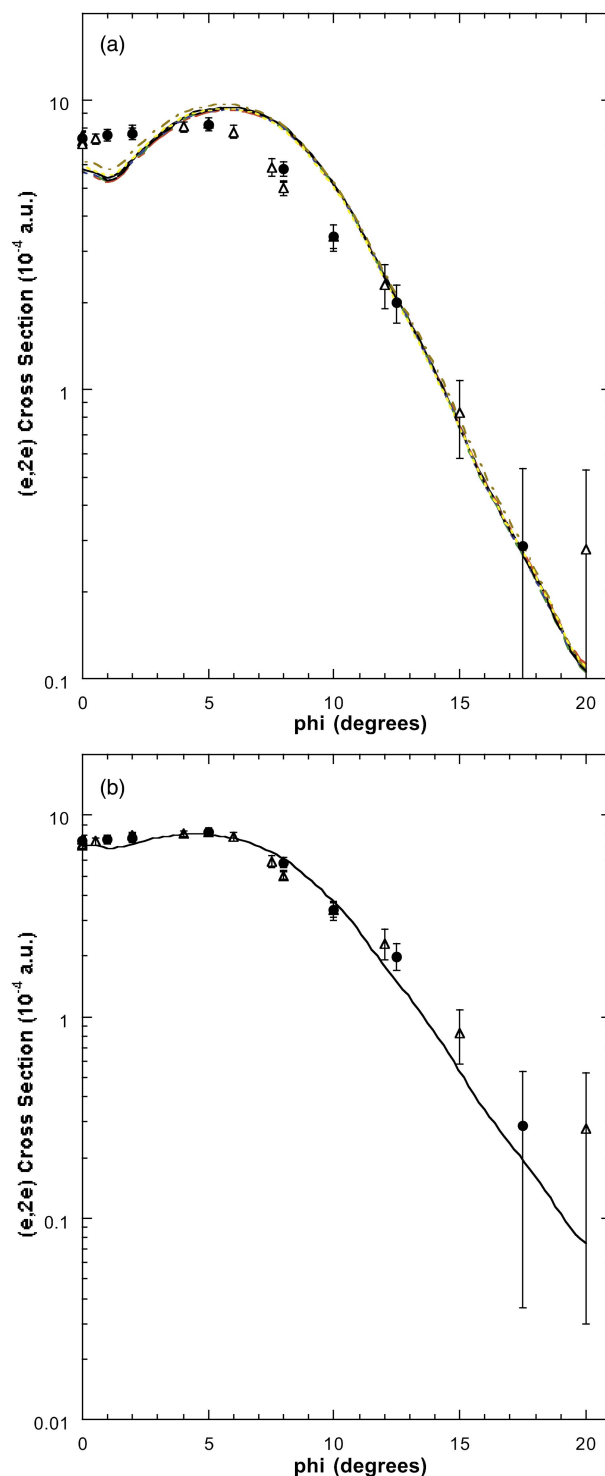 (a)
10
1
0.1
(e,2e) Cross Section (10⁻⁴ a.u.)
0 5 10 15 20
phi (degrees)
(b)
10
1
0.1
0.01
(e,2e) Cross Section (10⁻⁴ a.u.)
0 5 10 15 20
phi (degrees)